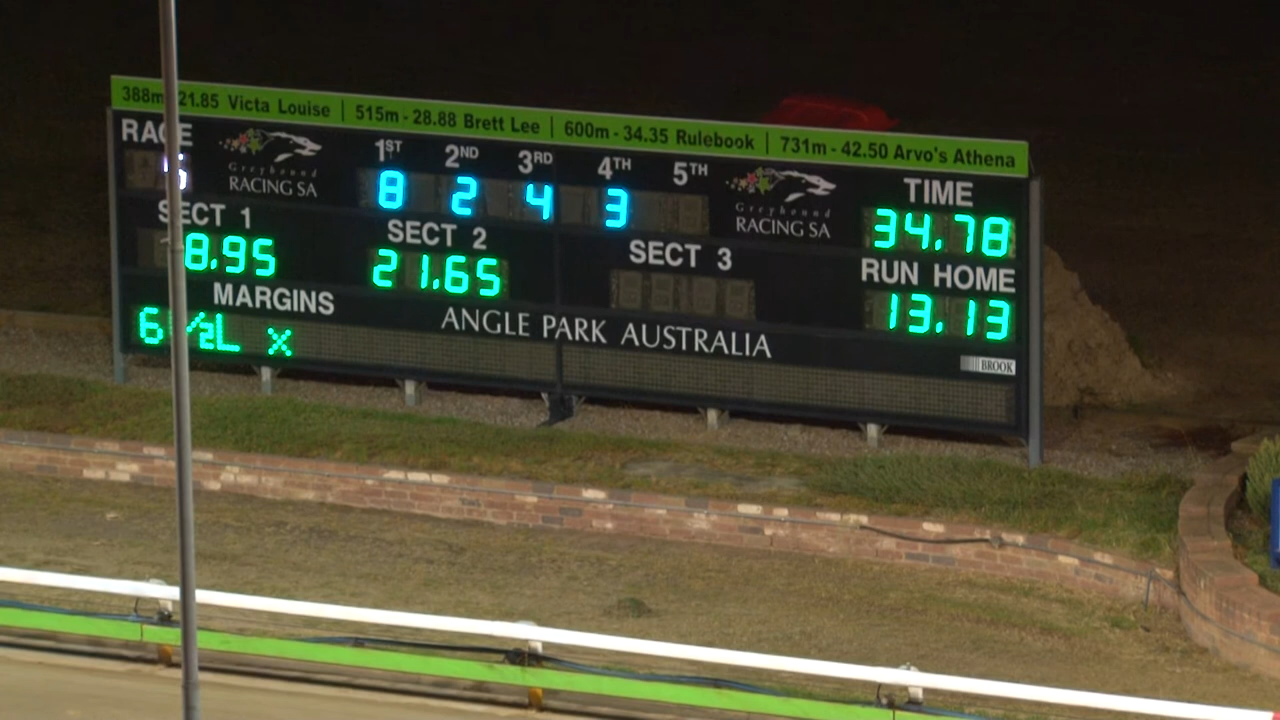 388m 21.85 Victa Louise | 515m - 28.88 Brett Lee | 600m - 34.35 Rulebook | 731m - 42.50 Arvo's Athena
RACE
Greyhound
RACING SA
1ST 2ND 3RD 4TH 5TH
8 2 4 3
Greyhound
RACING SA
TIME
34.78
SECT 1
8.95
SECT 2
21.65
SECT 3
RUN HOME
13.13
MARGINS
6 ½L x
ANGLE PARK AUSTRALIA
BROOK